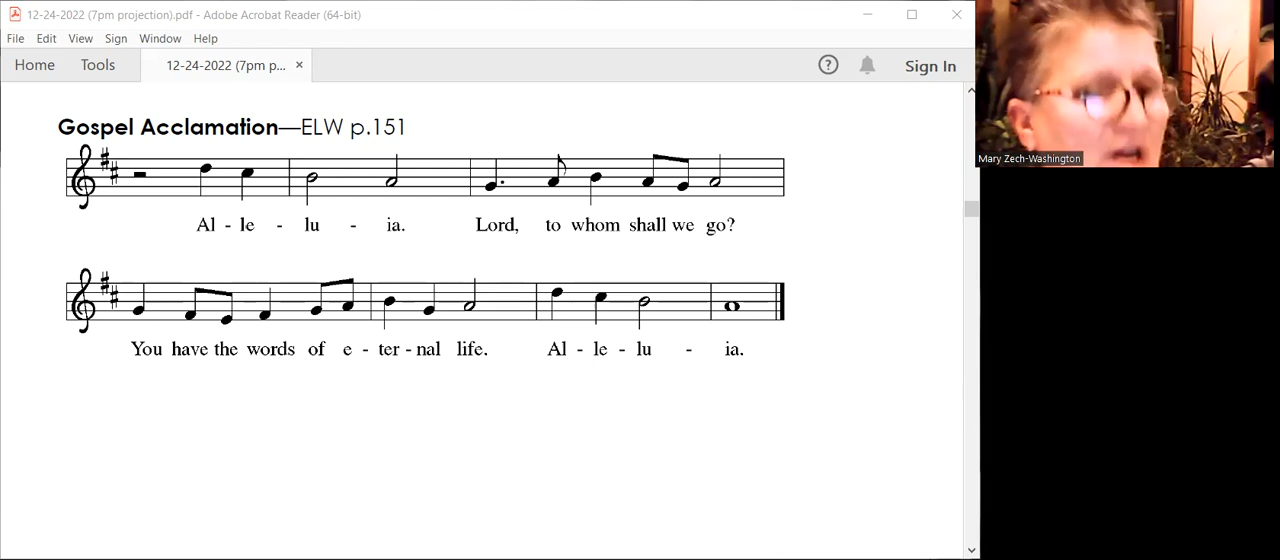 12-24-2022 (7pm projection).pdf - Adobe Acrobat Reader (64-bit)
File Edit View Sign Window Help
Home Tools 12-24-2022 (7pm p... × Sign In
Gospel Acclamation—ELW p.151
Al - le - lu - ia. Lord, to whom shall we go?
You have the words of e - ter - nal life. Al - le - lu - ia.
Mary Zech-Washington